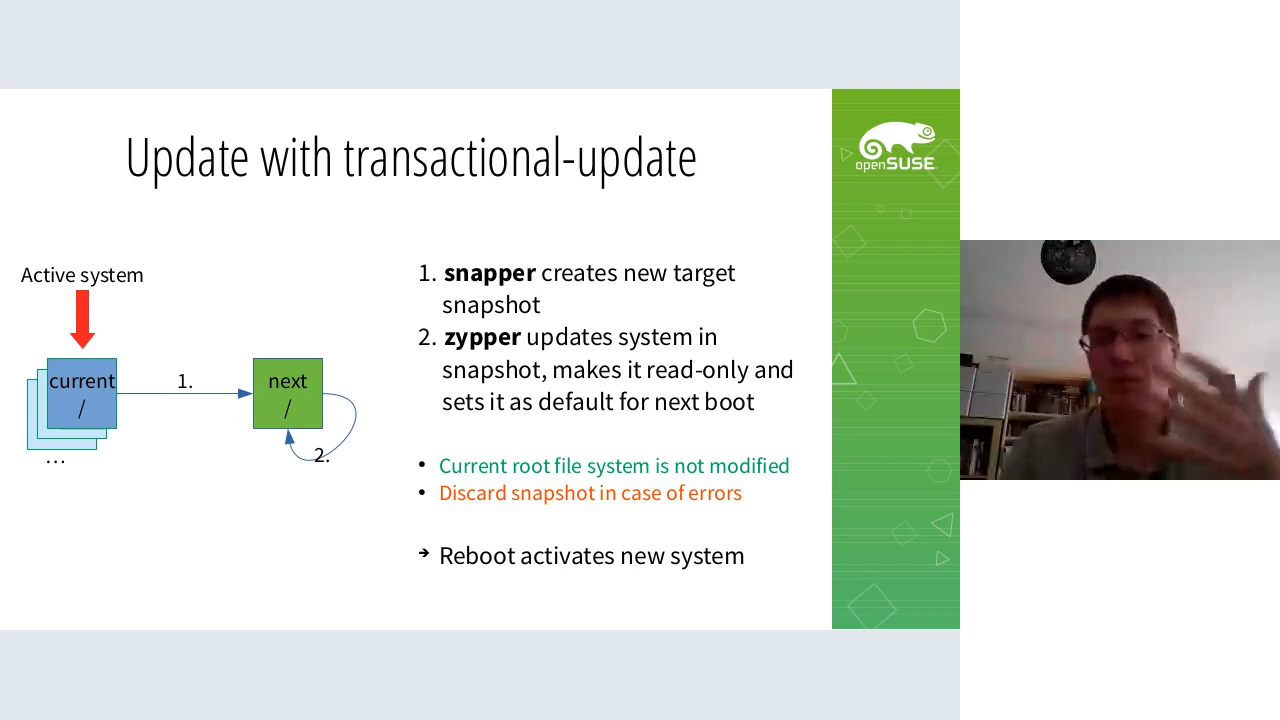 Update with transactional-update
openSUSE
Active system
current
/
...
1.
next
/
2.
1. snapper creates new target
snapshot
2. zypper updates system in
snapshot, makes it read-only and
sets it as default for next boot
• Current root file system is not modified
• Discard snapshot in case of errors
➔ Reboot activates new system